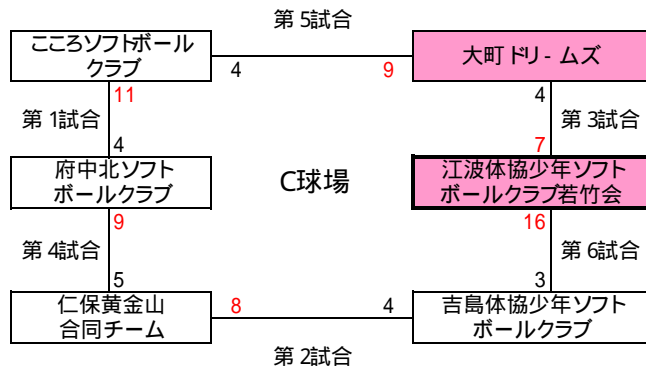 第5試合
こころソフトボール
クラブ
4
9
大町ドリ-ムズ
11
4
第1試合
第3試合
4
7
府中北ソフト
ボールクラブ
C球場
江波体協少年ソフト
ボールクラブ若竹会
9
16
第4試合
第6試合
5
3
仁保黄金山
合同チーム
8
4
吉島体協少年ソフト
ボールクラブ
第2試合